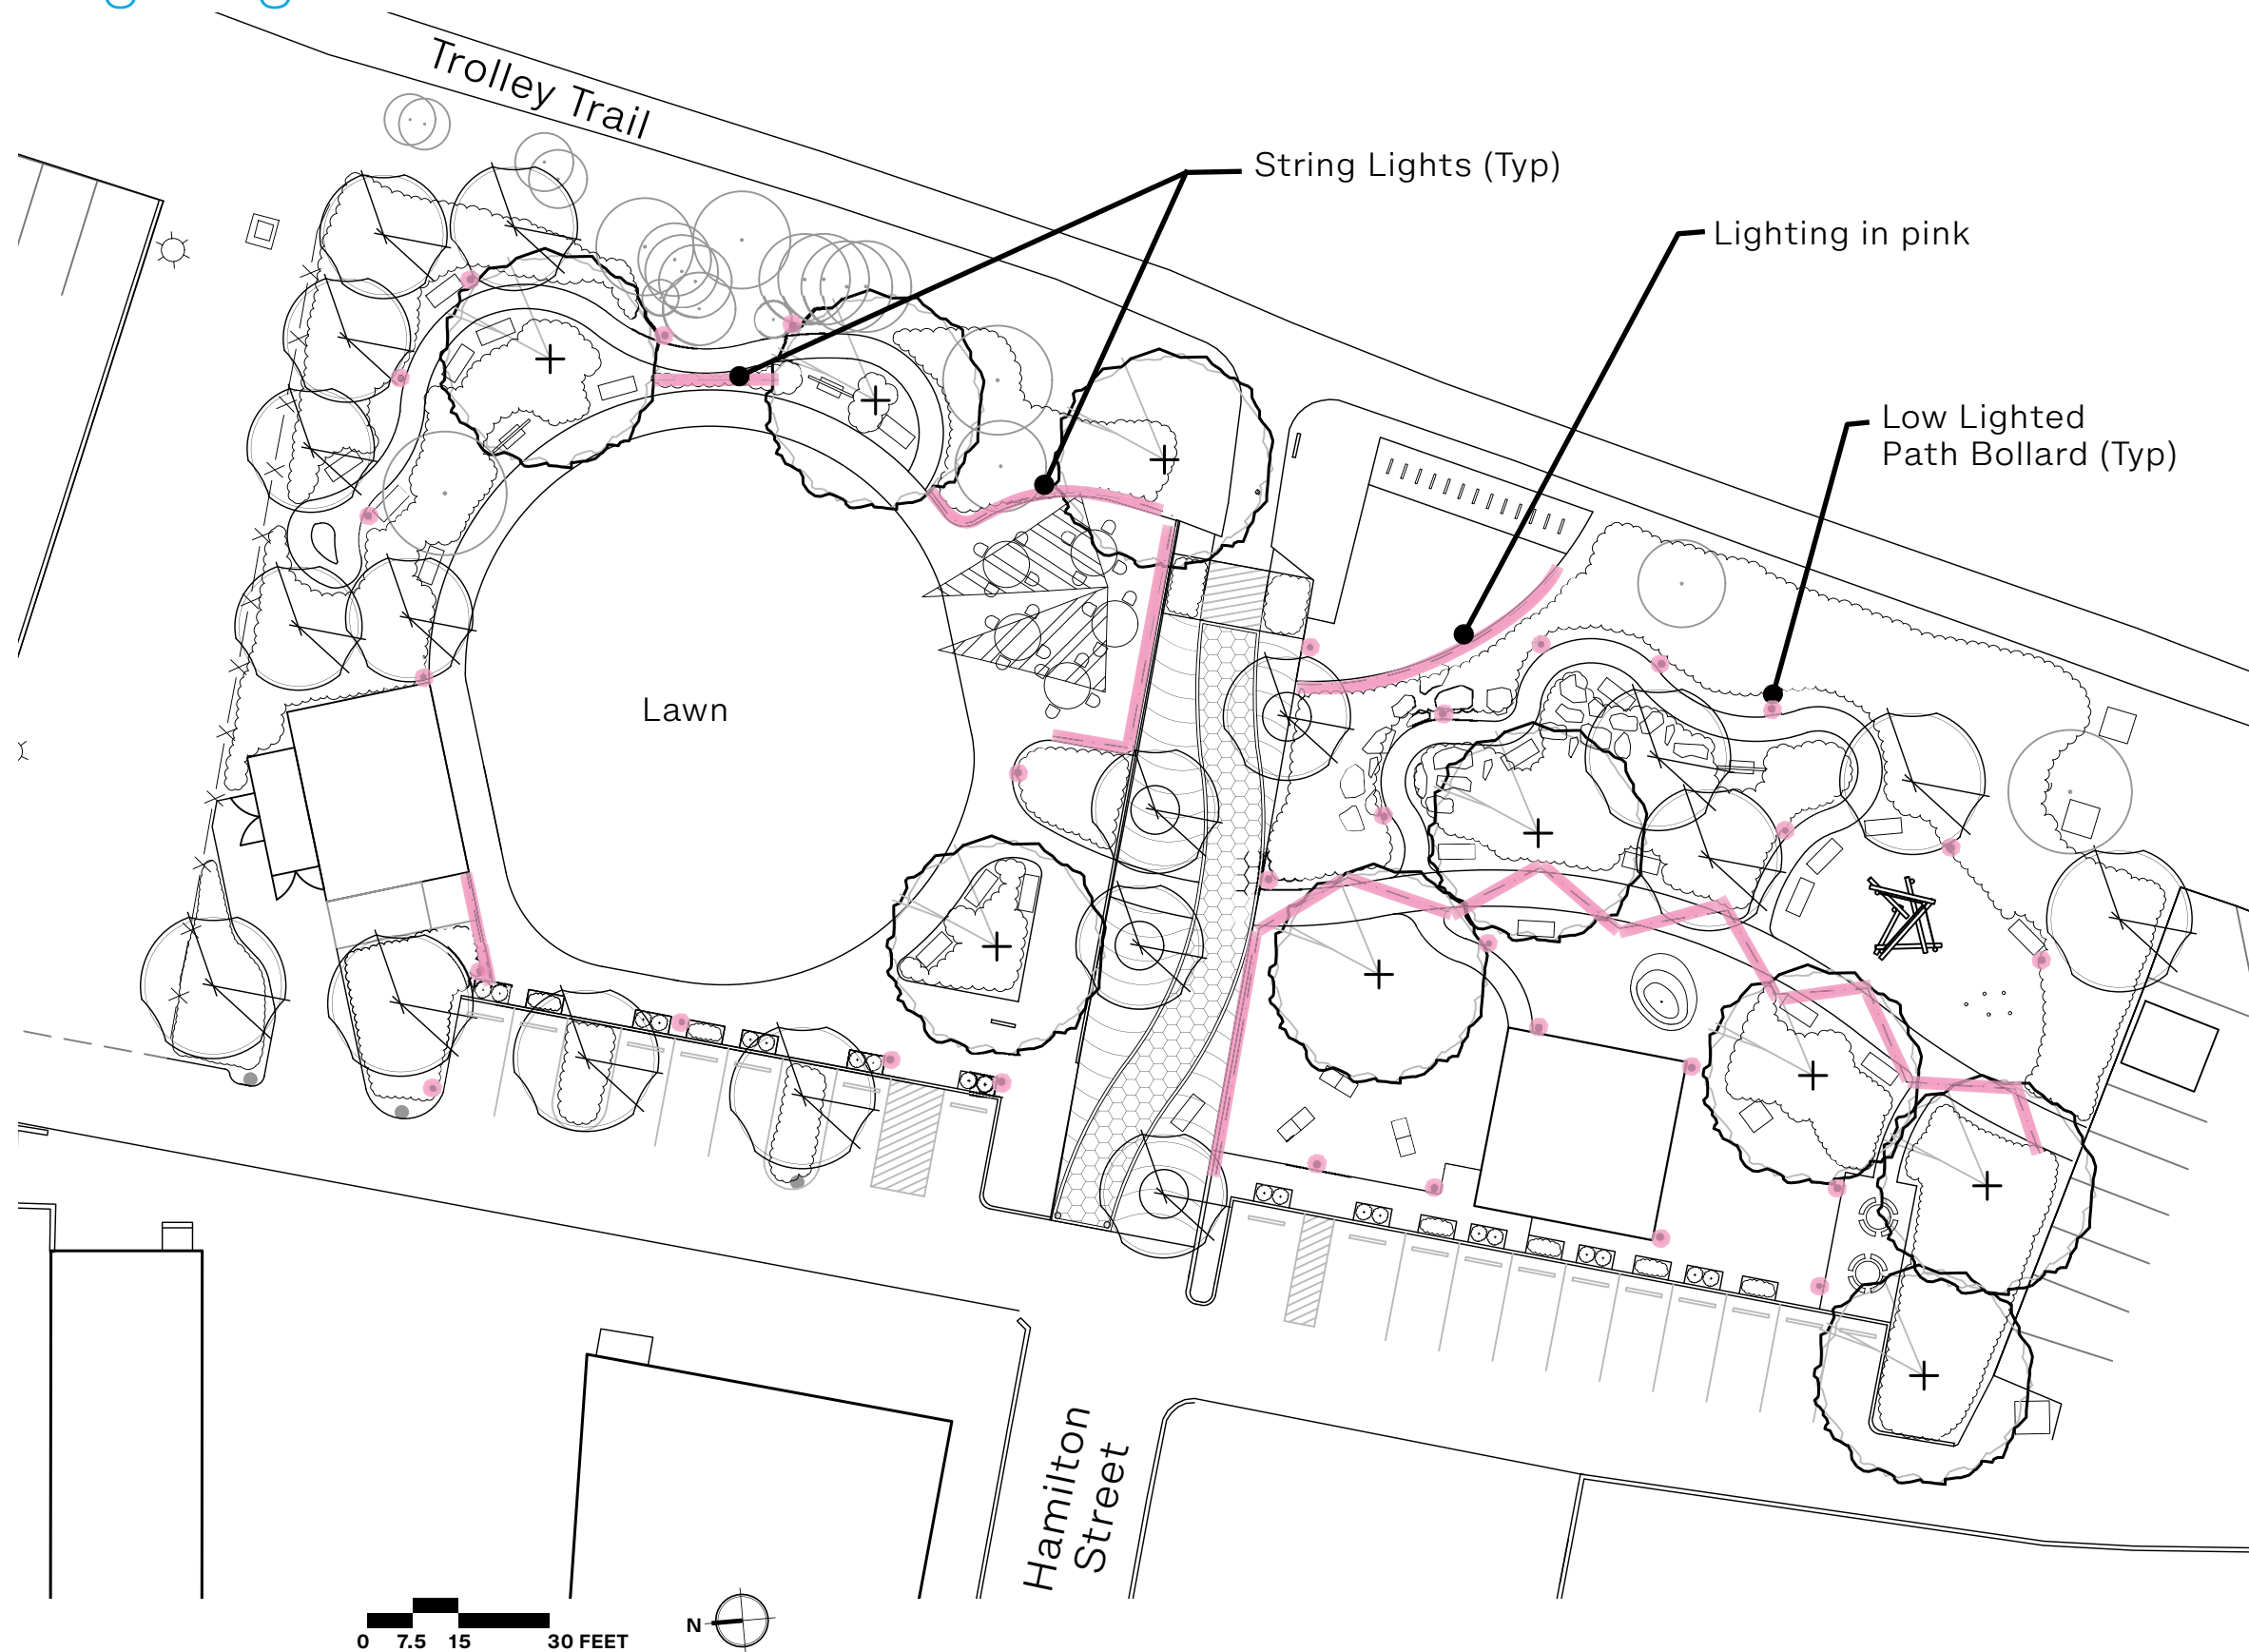 Trolley Trail
String Lights (Typ)
Lighting in pink
Low Lighted
Path Bollard (Typ)
Lawn
Hamilton
Street
N
0 7.5 15 30 FEET